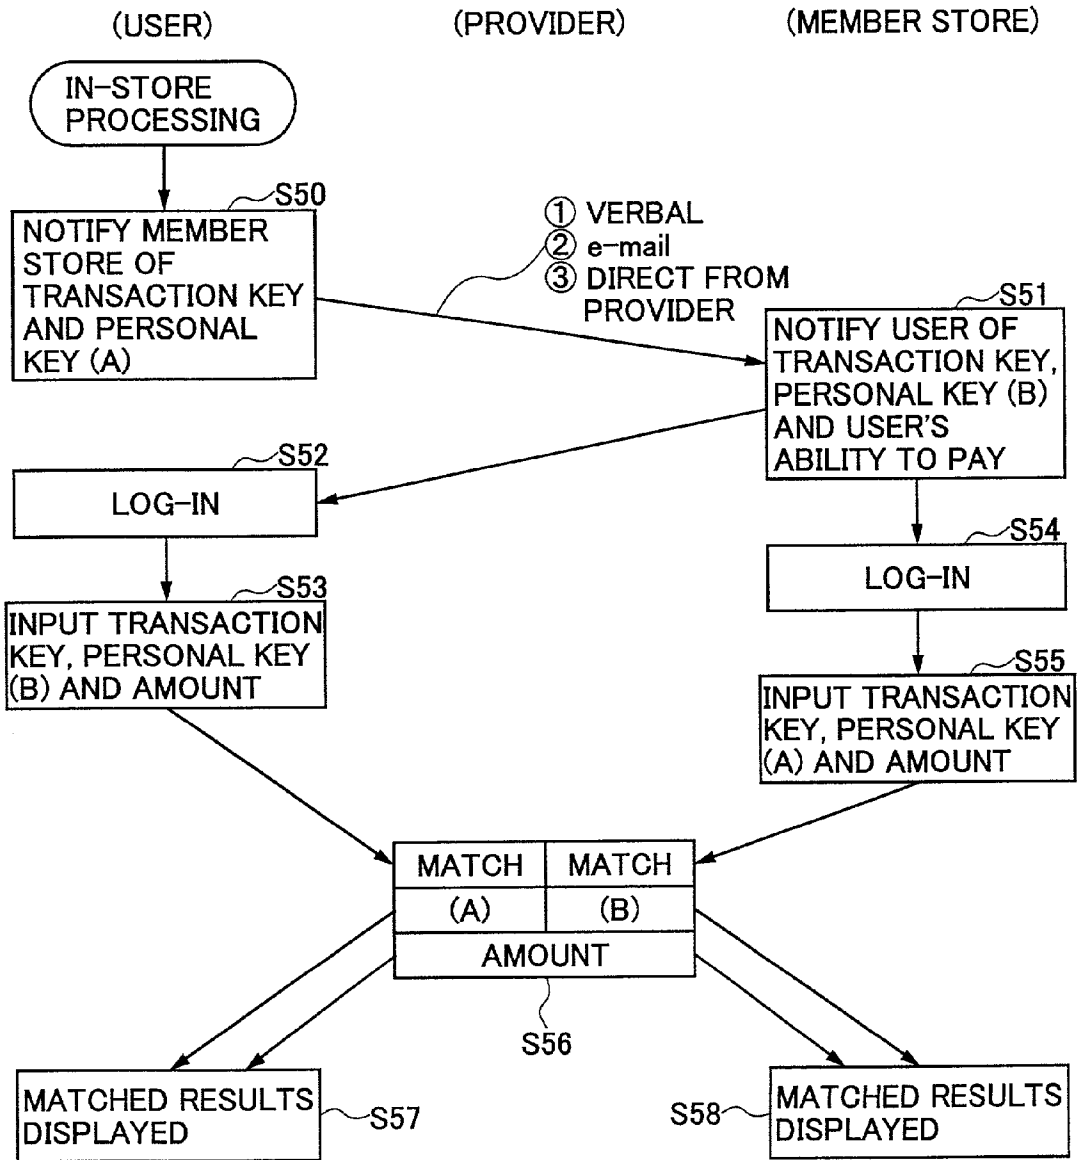 (USER)
(PROVIDER)
(MEMBER STORE)
IN-STORE
PROCESSING
S50
NOTIFY MEMBER
STORE OF
TRANSACTION KEY
AND PERSONAL
KEY (A)
① VERBAL
② e-mail
③ DIRECT FROM
PROVIDER
S51
NOTIFY USER OF
TRANSACTION KEY,
PERSONAL KEY (B)
AND USER'S
ABILITY TO PAY
S52
LOG-IN
S54
LOG-IN
S53
INPUT TRANSACTION
KEY, PERSONAL KEY
(B) AND AMOUNT
S55
INPUT TRANSACTION
KEY, PERSONAL KEY
(A) AND AMOUNT
MATCH MATCH
(A) (B)
AMOUNT
S56
MATCHED RESULTS
DISPLAYED
S57
S58
MATCHED RESULTS
DISPLAYED